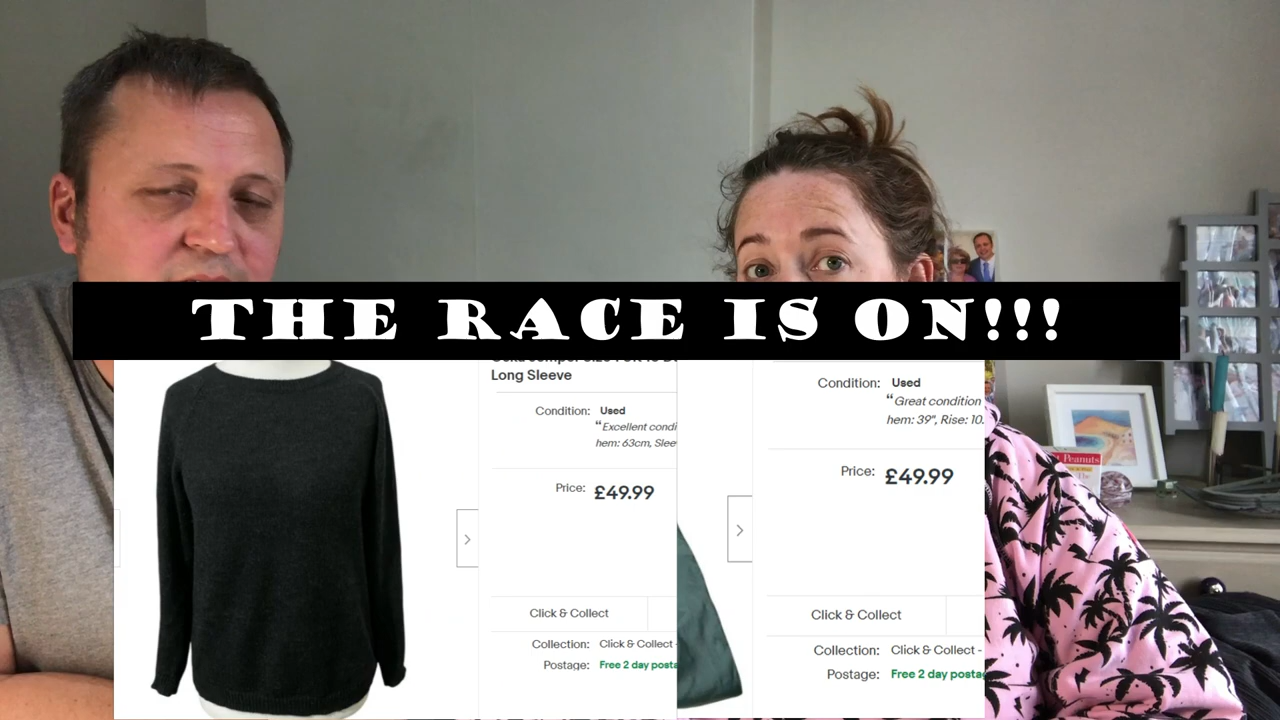 THE RACE IS ON!!!
Long Sleeve
Condition: Used
“Excellent condi
hem: 63cm, Slee
Price: £49.99
Click & Collect
Collection: Click & Collect -
Postage: Free 2 day posta
Condition: Used
“Great condition
hem: 39", Rise: 10.
Price: £49.99
Click & Collect
Collection: Click & Collect -
Postage: Free 2 day postag
Peanuts